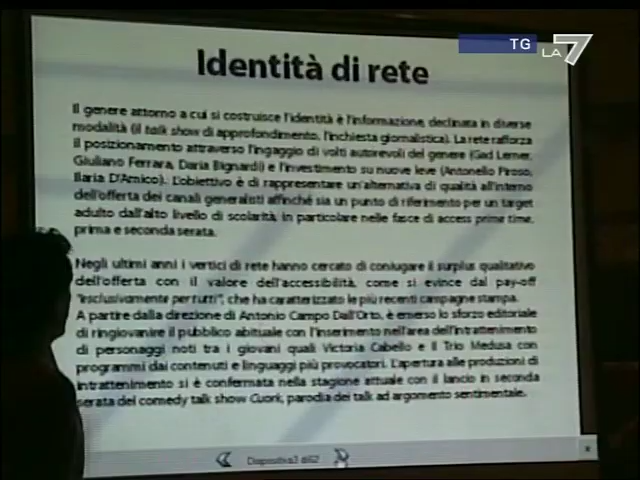 TG LA7
Identità di rete
Il genere attorno a cui si costruisce l'identità è l'informazione, declinata in diverse
modalità (il talk show di approfondimento, l'inchiesta giornalistica). La rete rafforza
il posizionamento attraverso l'ingaggio di volti autorevoli del genere (Gad Lerner,
Giuliano Ferrara, Daria Bignardi) e l'investimento su nuove leve (Antonello Piroso,
Ilaria D'Amico). L'obiettivo è di rappresentare un'alternativa di qualità all'interno
dell'offerta dei canali generalisti affinché sia un punto di riferimento per un target
adulto dall'alto livello di scolarità, in particolare nelle fasce di access prime time,
prima e seconda serata.
Negli ultimi anni i vertici di rete hanno cercato di coniugare il surplus qualitativo
dell'offerta con il valore dell'accessibilità, come si evince dal pay-off
"esclusivamente per tutti", che ha caratterizzato le più recenti campagne stampa.
A partire dalla direzione di Antonio Campo Dall'Orto, è emerso lo sforzo editoriale
di ringiovanire il pubblico abituale con l'inserimento nell'area dell'intrattenimento
di personaggi noti tra i giovani quali Victoria Cabello e il Trio Medusa con
programmi dai contenuti e linguaggi più provocatori. L'apertura alle produzioni di
intrattenimento si è confermata nella stagione attuale con il lancio in seconda
serata del comedy talk show Cuork, parodia dei talk ad argomento sentimentale.
Diapositiva3 di62